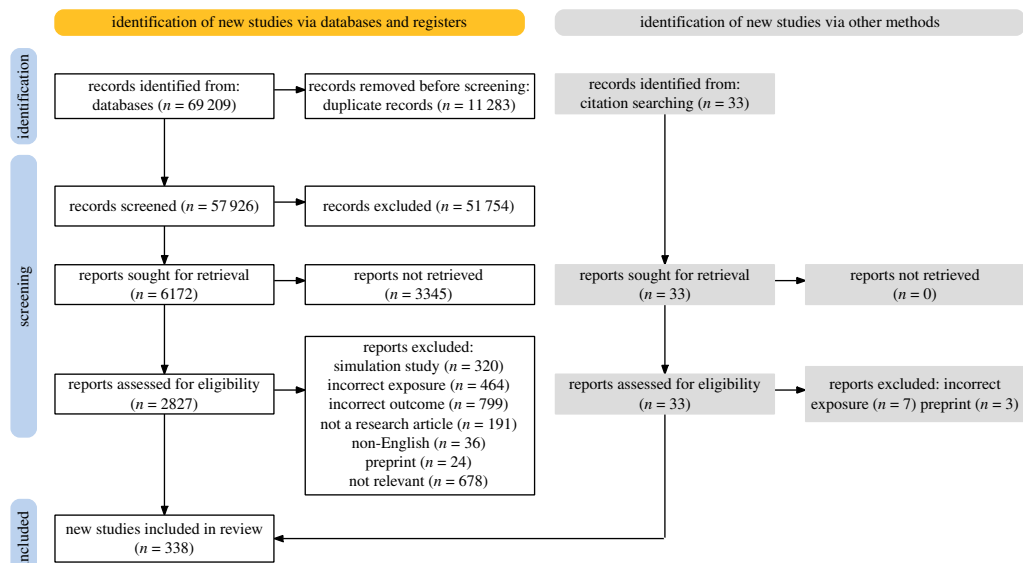 identification of new studies via databases and registers
identification of new studies via other methods
identification
records identified from:
databases (n = 69 209)
records removed before screening:
duplicate records (n = 11 283)
records identified from:
citation searching (n = 33)
screening
records screened (n = 57 926)
records excluded (n = 51 754)
reports sought for retrieval
(n = 6172)
reports not retrieved
(n = 3345)
reports sought for retrieval
(n = 33)
reports not retrieved
(n = 0)
reports assessed for eligibility
(n = 2827)
reports excluded:
simulation study (n = 320)
incorrect exposure (n = 464)
incorrect outcome (n = 799)
not a research article (n = 191)
non-English (n = 36)
preprint (n = 24)
not relevant (n = 678)
reports assessed for eligibility
(n = 33)
reports excluded: incorrect
exposure (n = 7) preprint (n = 3)
included
new studies included in review
(n = 338)